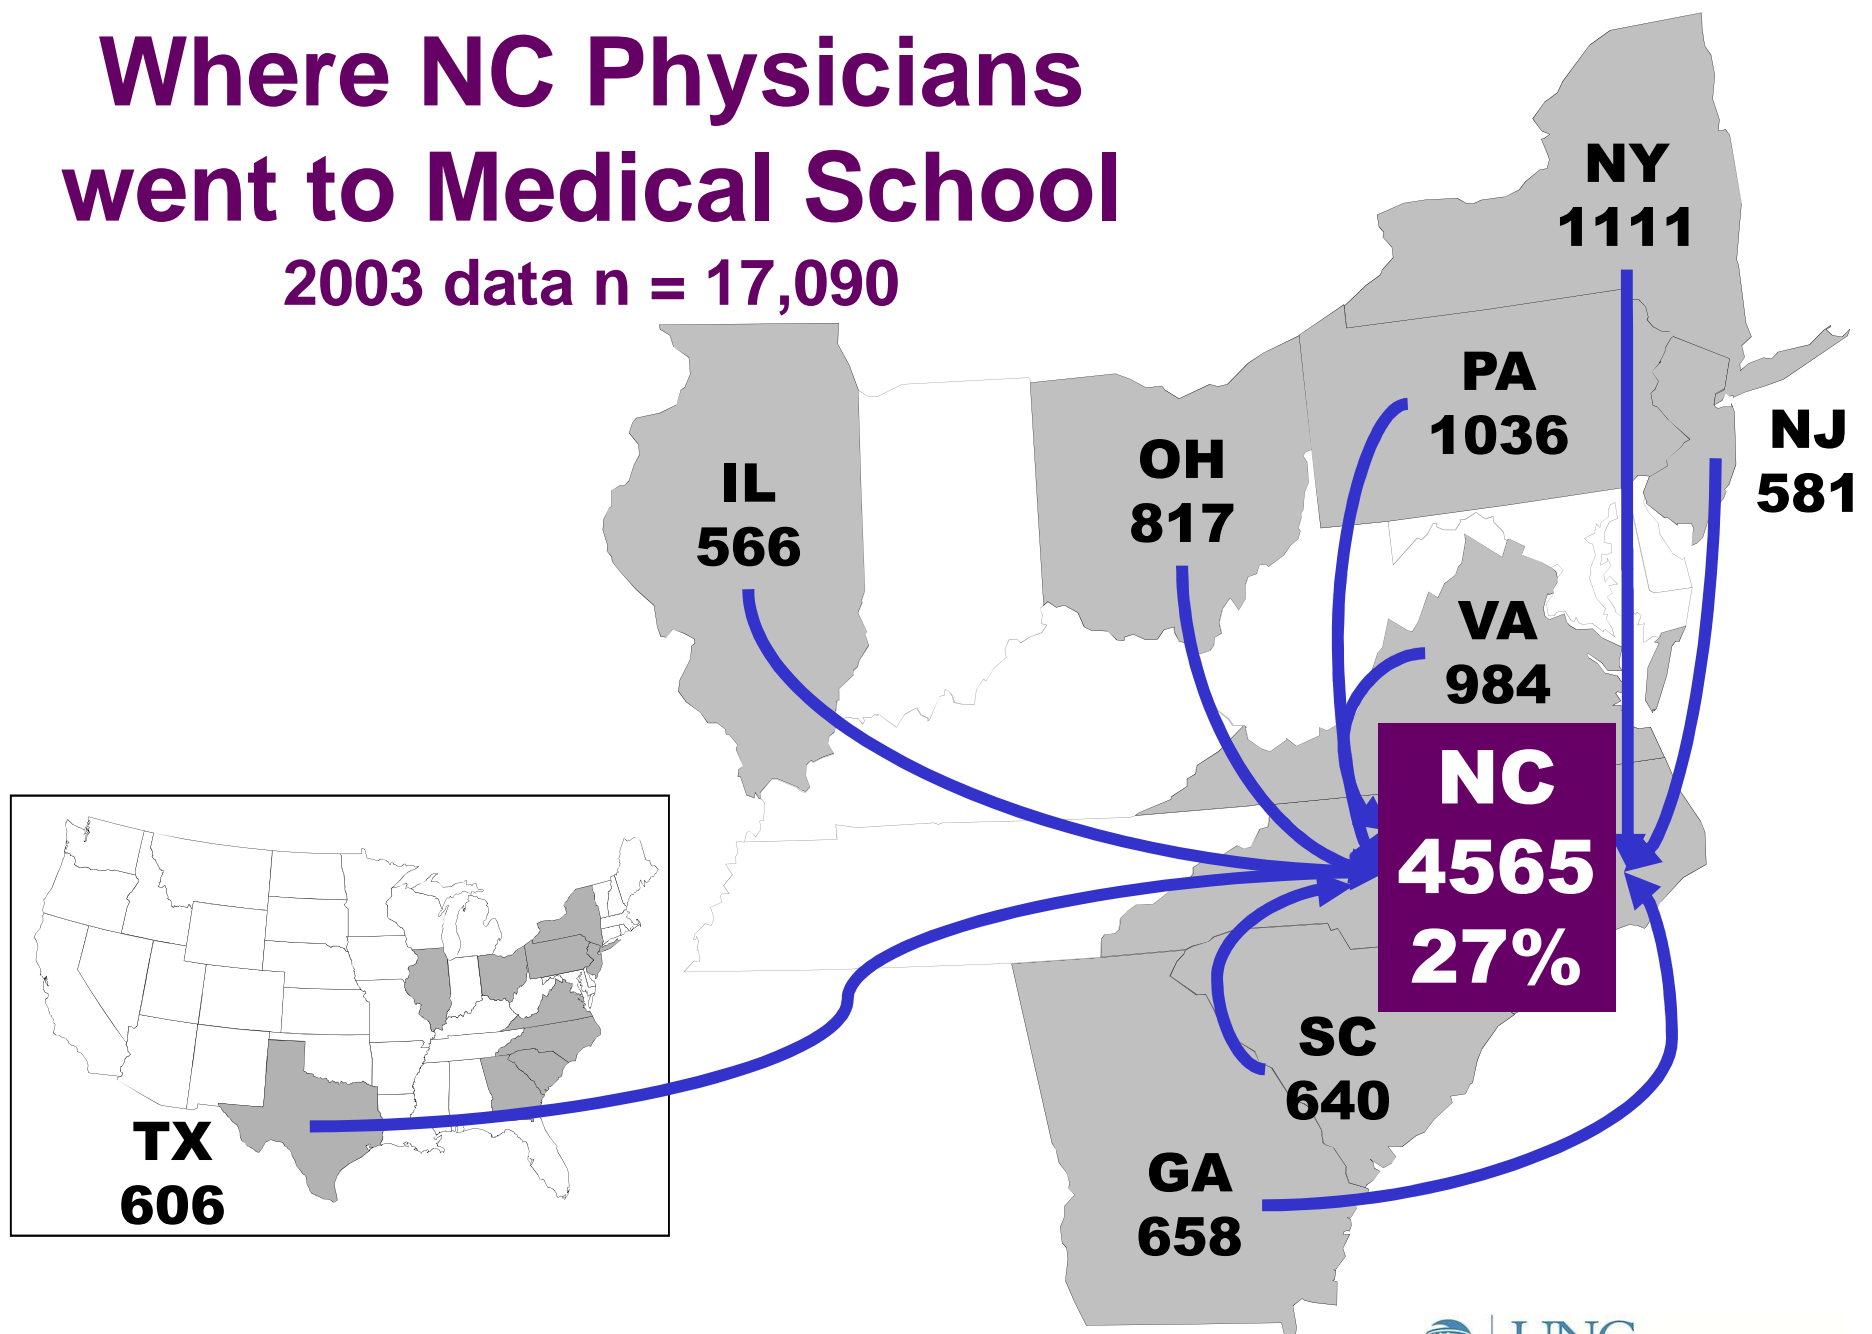 Where NC Physicians
went to Medical School
2003 data n = 17,090
NY
1111
PA
1036
NJ
581
OH
817
IL
566
VA
984
NC
4565
27%
SC
640
TX
606
GA
658
UNC